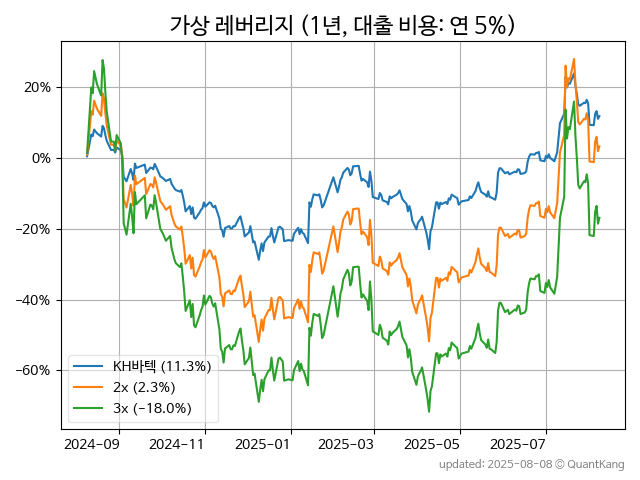 가상 레버리지 (1년, 대출 비용: 연 5%)
20%
0%
−20%
−40%
−60%
KH바텍 (11.3%)
2x (2.3%)
3x (−18.0%)
2024-09
2024-11
2025-01
2025-03
2025-05
2025-07
updated: 2025-08-08 © QuantKang